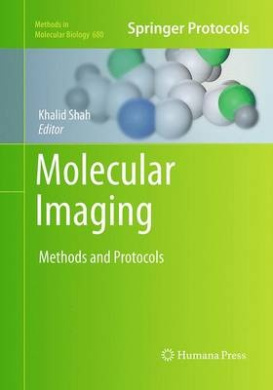 Methods in
Molecular Biology 680
Springer Protocols
Khalid Shah
Editor
Molecular
Imaging
Methods and Protocols
Humana Press